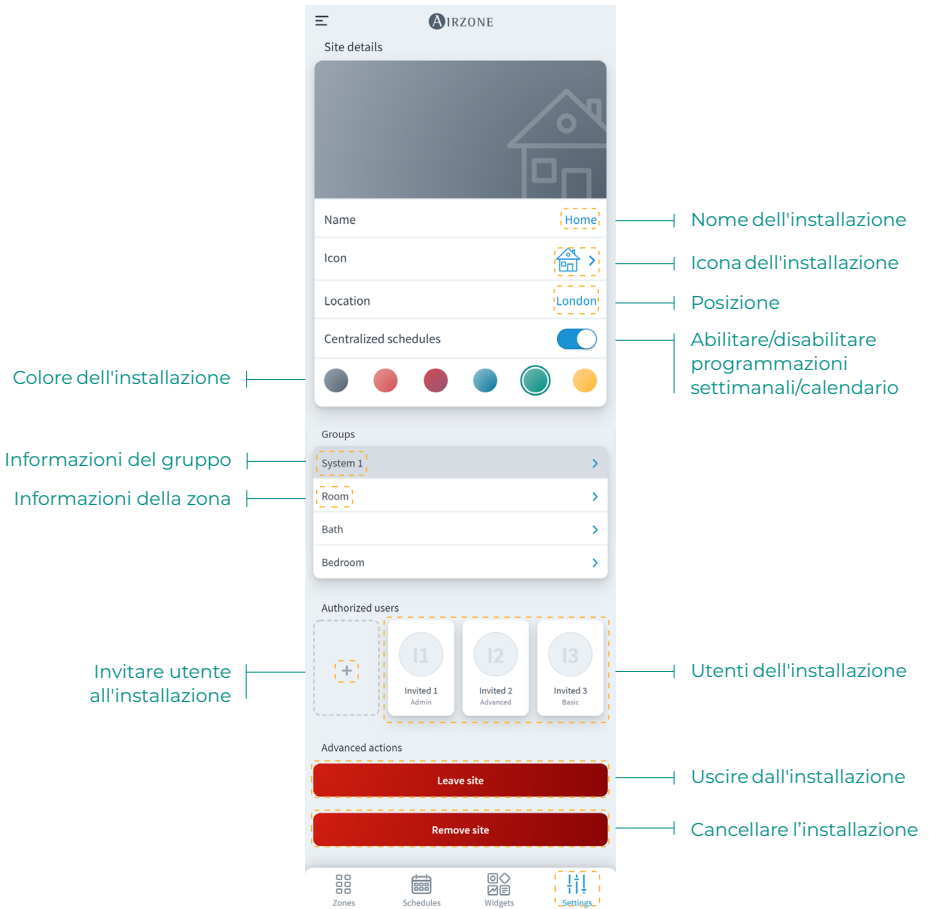 AIRZONE
Site details
Name
Home
Nome dell'installazione
Icon
Icona dell'installazione
Location
London
Posizione
Centralized schedules
Abilitare/disabilitare
programmazioni
settimanali/calendario
Colore dell'installazione
Groups
Informazioni del gruppo
System 1
Informazioni della zona
Room
Bath
Bedroom
Authorized users
Invitare utente
all'installazione
+
I1
Invited 1
Admin
I2
Invited 2
Advanced
I3
Invited 3
Basic
Utenti dell'installazione
Advanced actions
Leave site
Uscire dall'installazione
Remove site
Cancellare l’installazione
Zones
Schedules
Widgets
Settings